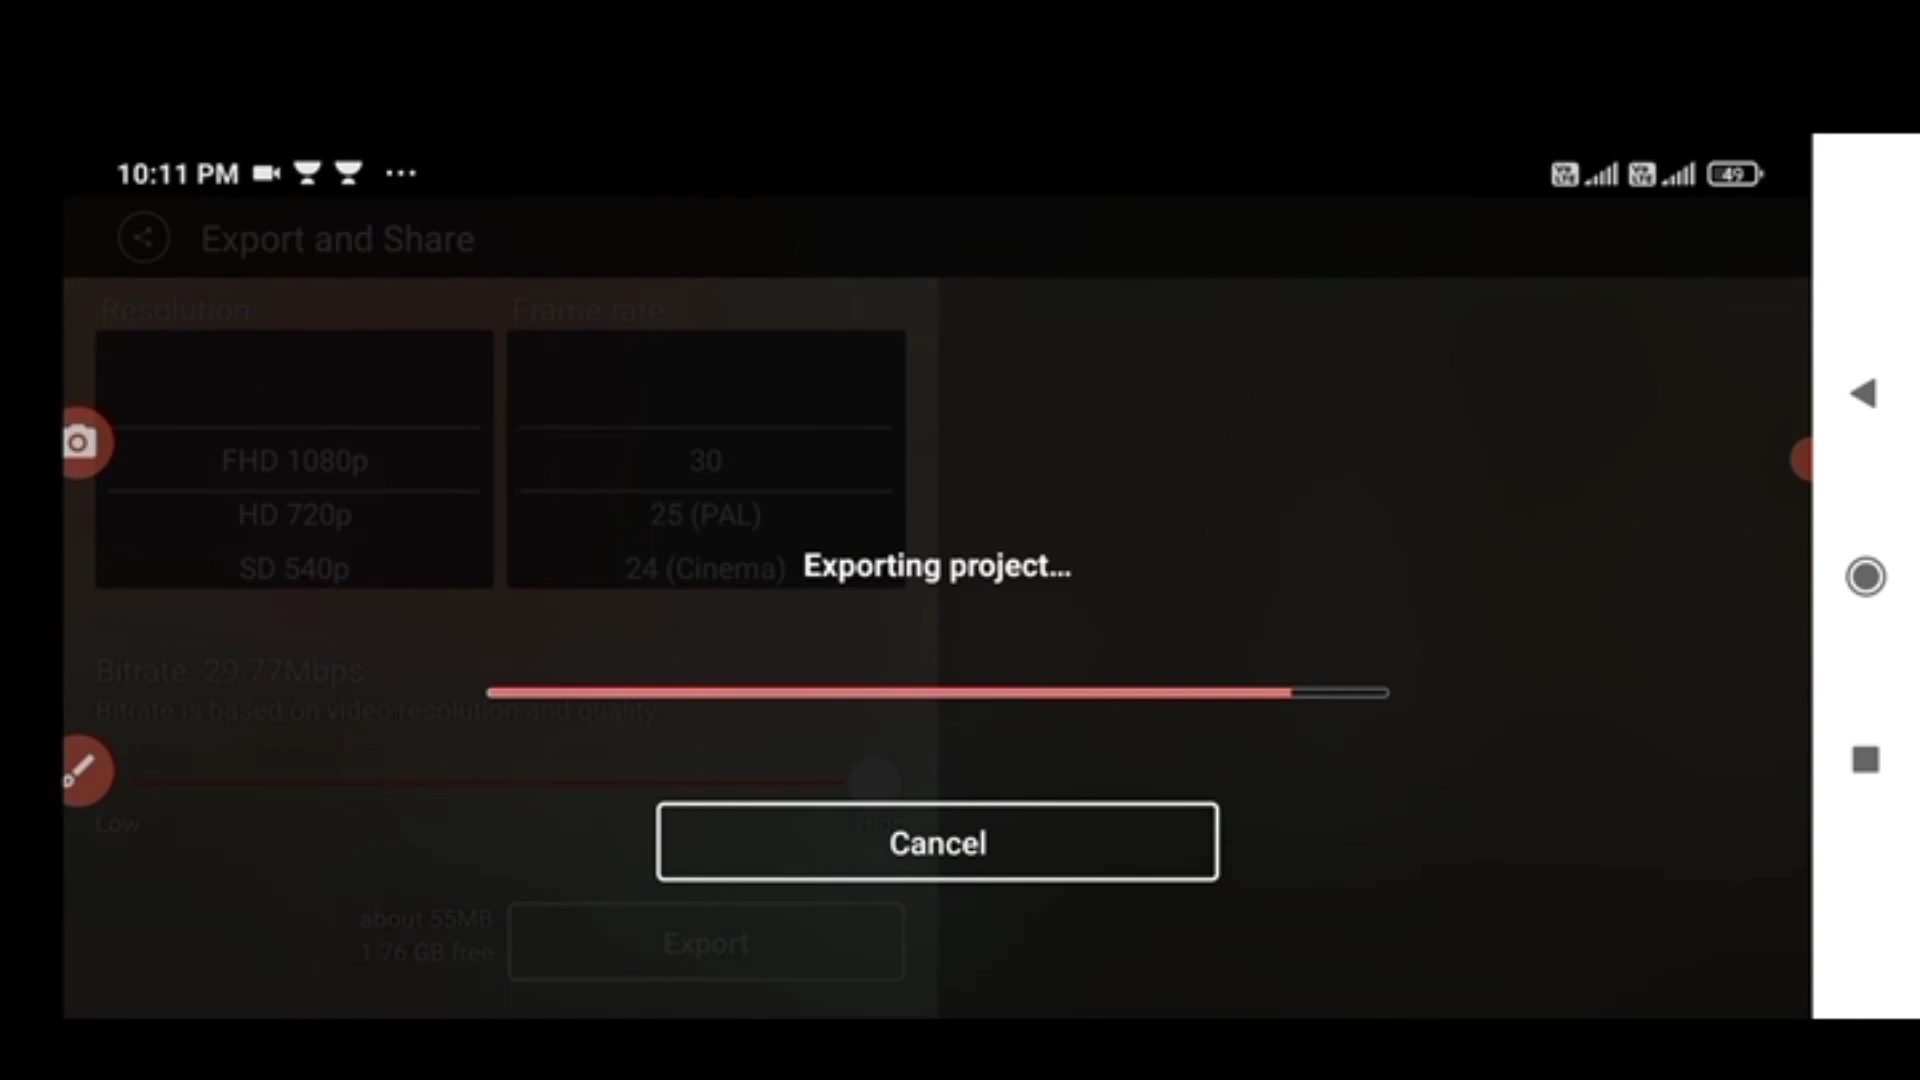 10:11 PM
49
Export and Share
Resolution
Frame rate
FHD 1080p
HD 720p
SD 540p
30
25 (PAL)
24 (Cinema)
Exporting project...
Bitrate: 29.77Mbps
Bitrate is based on video resolution and quality
Low
High
Cancel
about 55MB
1.76 GB free
Export